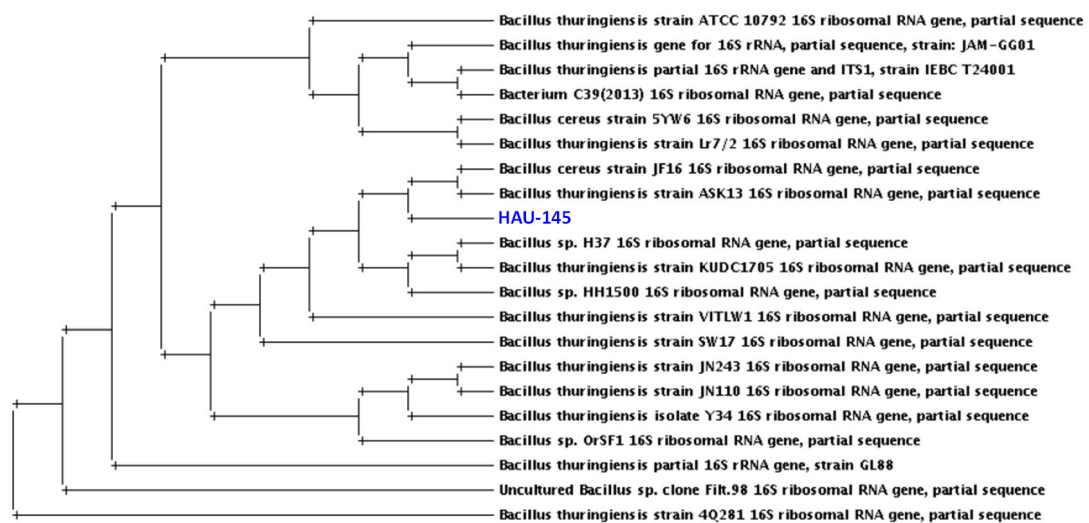 Bacillus thuringiensis strain ATCC 10792 16S ribosomal RNA gene, partial sequence
Bacillus thuringiensis gene for 16S rRNA, partial sequence, strain: JAM-GG01
Bacillus thuringiensis partial 16S rRNA gene and ITS1, strain IEBC T24001
Bacterium C39(2013) 16S ribosomal RNA gene, partial sequence
Bacillus cereus strain 5YW6 16S ribosomal RNA gene, partial sequence
Bacillus thuringiensis strain Lr7/2 16S ribosomal RNA gene, partial sequence
Bacillus cereus strain JF16 16S ribosomal RNA gene, partial sequence
Bacillus thuringiensis strain ASK13 16S ribosomal RNA gene, partial sequence
HAU-145
Bacillus sp. H37 16S ribosomal RNA gene, partial sequence
Bacillus thuringiensis strain KUDC1705 16S ribosomal RNA gene, partial sequence
Bacillus sp. HH1500 16S ribosomal RNA gene, partial sequence
Bacillus thuringiensis strain VITLW1 16S ribosomal RNA gene, partial sequence
Bacillus thuringiensis strain SW17 16S ribosomal RNA gene, partial sequence
Bacillus thuringiensis strain JN243 16S ribosomal RNA gene, partial sequence
Bacillus thuringiensis strain JN110 16S ribosomal RNA gene, partial sequence
Bacillus thuringiensis isolate Y34 16S ribosomal RNA gene, partial sequence
Bacillus sp. OrSF1 16S ribosomal RNA gene, partial sequence
Bacillus thuringiensis partial 16S rRNA gene, strain GL88
Uncultured Bacillus sp. clone Filt.98 16S ribosomal RNA gene, partial sequence
Bacillus thuringiensis strain 4Q281 16S ribosomal RNA gene, partial sequence